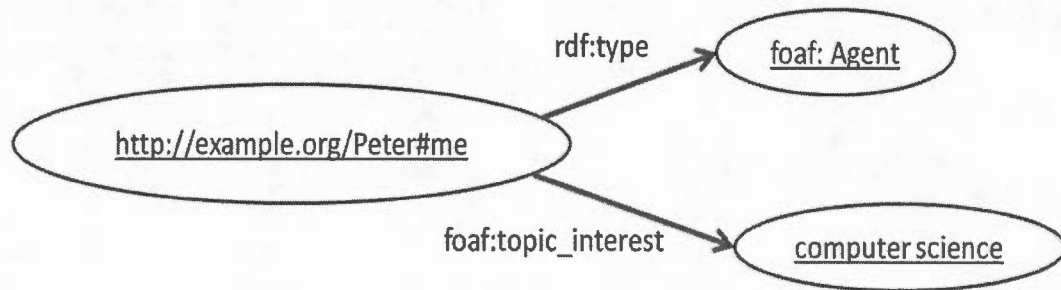 rdf:type
foaf: Agent
http://example.org/Peter#me
foaf:topic_interest
computer science